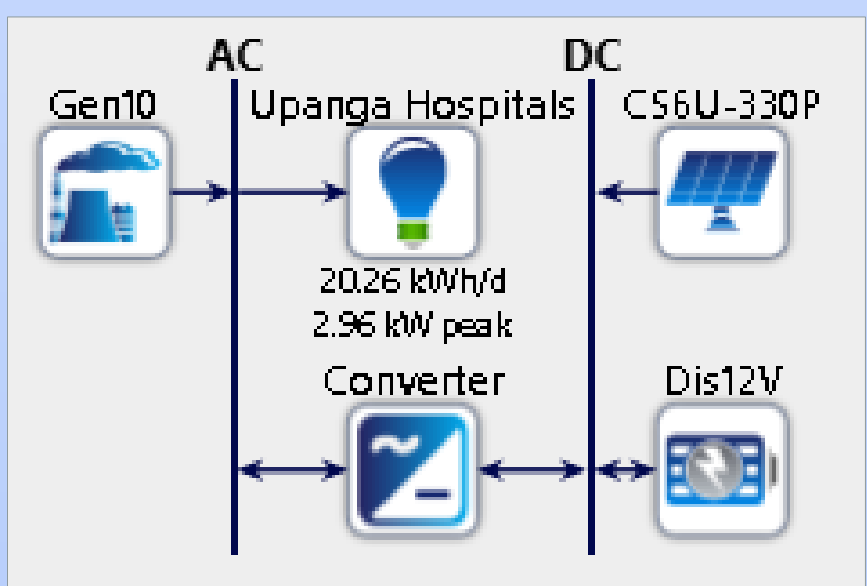 AC DC
Gen10 Upanga Hospitals CS6U-330P
20.26 kWh/d
2.96 kW peak
Converter Dis12V